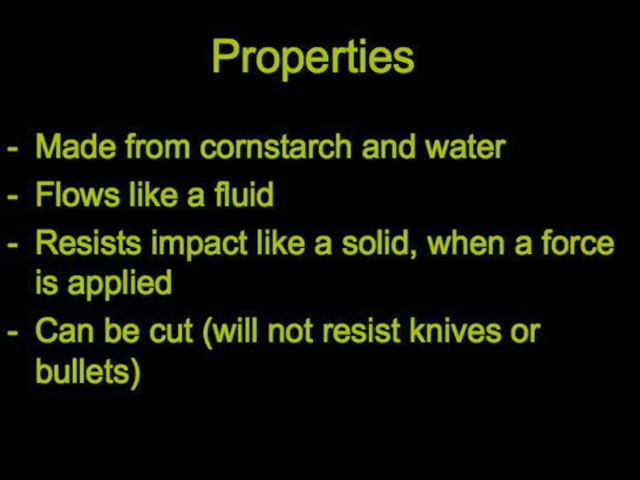 Properties
- Made from cornstarch and water
- Flows like a fluid
- Resists impact like a solid, when a force
is applied
- Can be cut (will not resist knives or
bullets)